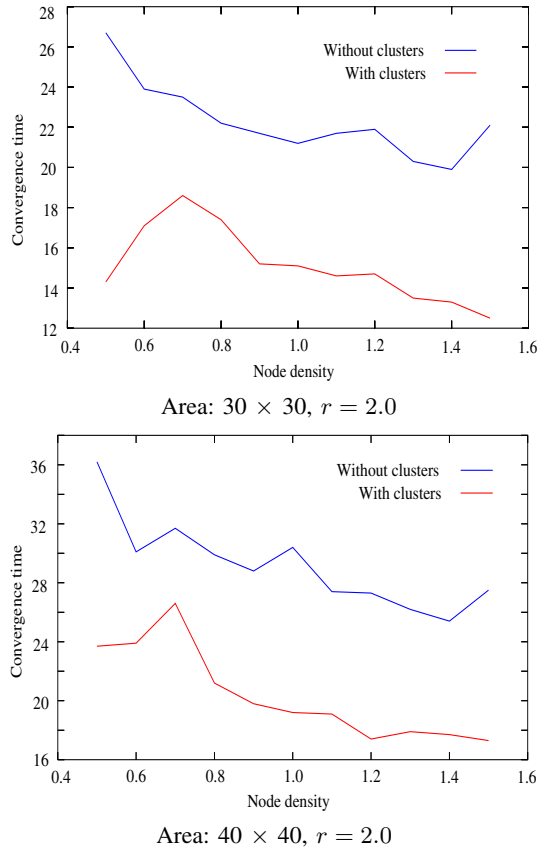 28
26
24
22
20
18
16
14
12
Convergence time
Without clusters
With clusters
0.4 0.6 0.8 1.0 1.2 1.4 1.6
Node density
Area: 30 × 30, r = 2.0
36
32
28
24
20
16
Convergence time
Without clusters
With clusters
0.4 0.6 0.8 1.0 1.2 1.4 1.6
Node density
Area: 40 × 40, r = 2.0